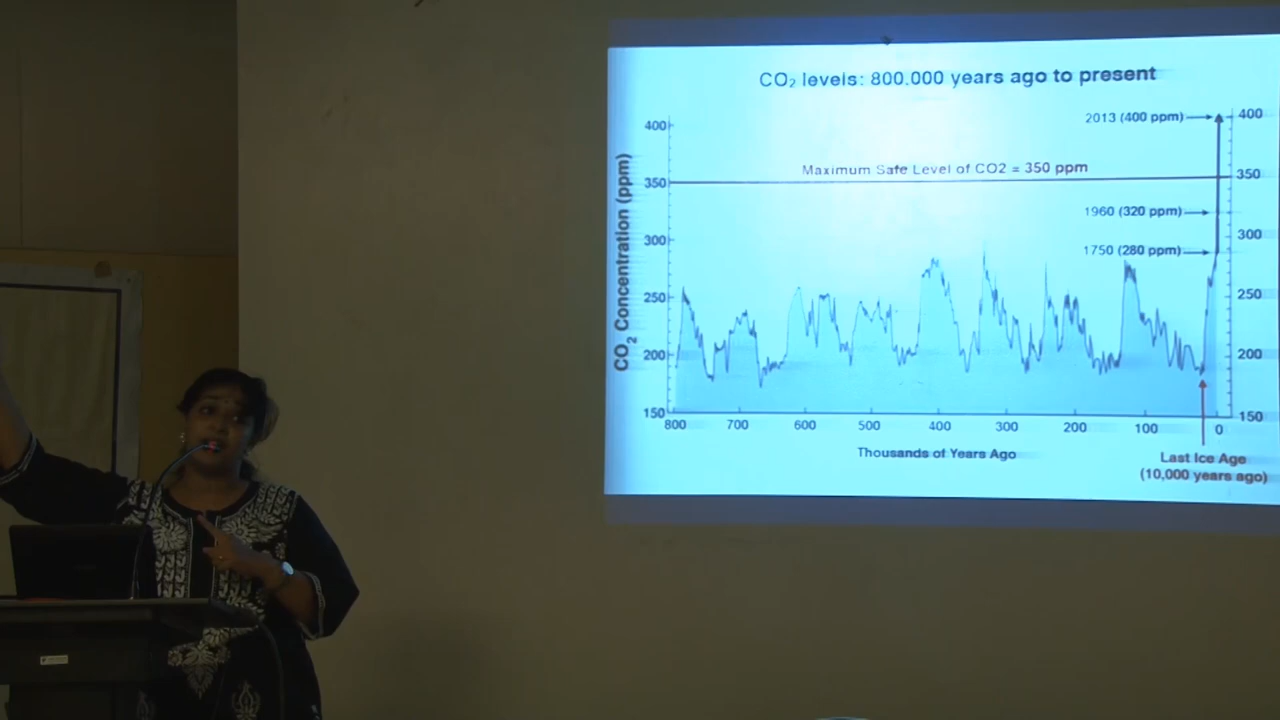 CO₂ levels: 800.000 years ago to present
2013 (400 ppm)
Maximum Safe Level of CO2 = 350 ppm
1960 (320 ppm)
1750 (280 ppm)
CO₂ Concentration (ppm)
400
350
300
250
200
150
400
350
300
250
200
150
800 700 600 500 400 300 200 100 0
Thousands of Years Ago
Last Ice Age
(10,000 years ago)